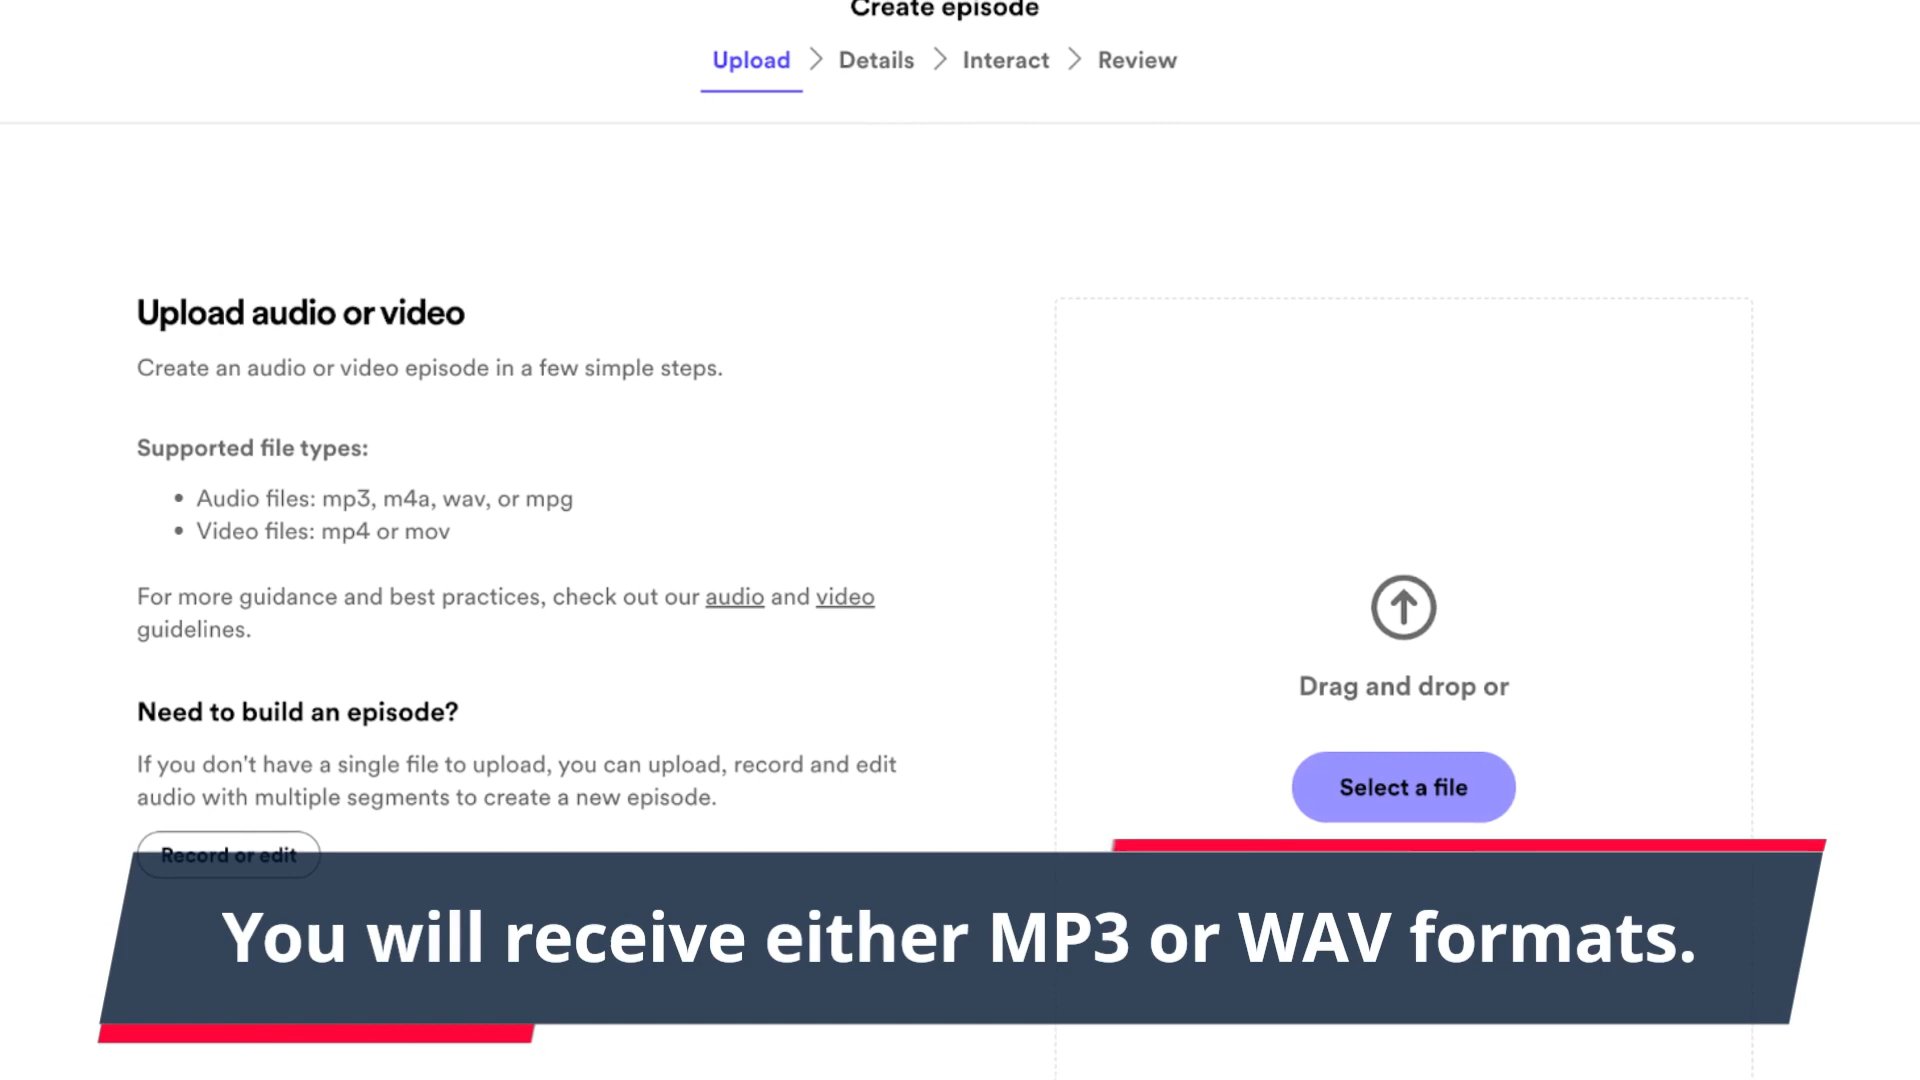 Create episode
Upload > Details > Interact > Review
Upload audio or video
Create an audio or video episode in a few simple steps.
Supported file types:
• Audio files: mp3, m4a, wav, or mpg
• Video files: mp4 or mov
For more guidance and best practices, check out our audio and video
guidelines.
Need to build an episode?
If you don't have a single file to upload, you can upload, record and edit
audio with multiple segments to create a new episode.
Record or edit
Drag and drop or
Select a file
You will receive either MP3 or WAV formats.